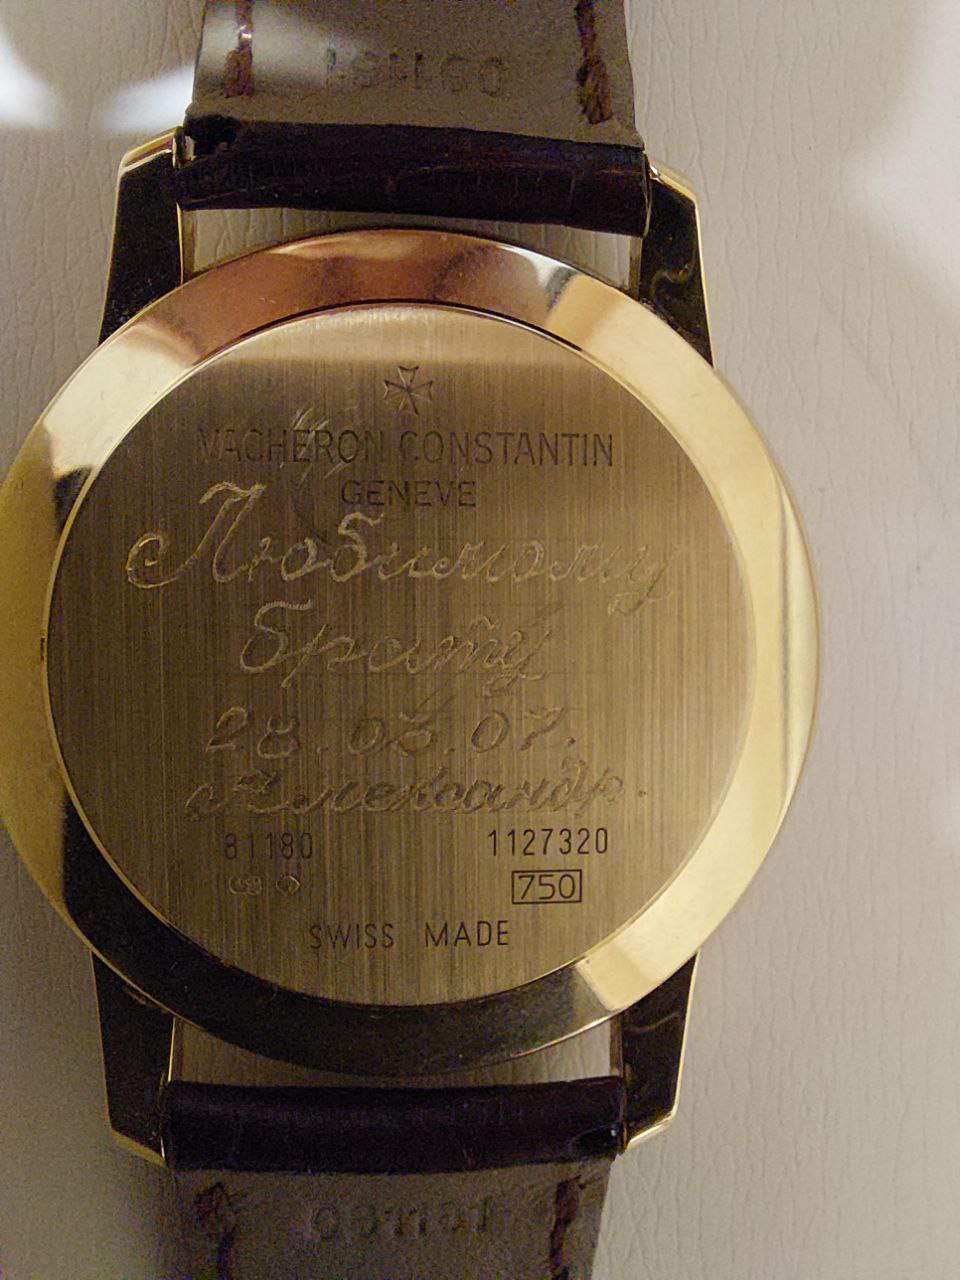 VACHERON CONSTANTIN
GENEVE
Любимому
брату
28.03.07.
Александр.
81180 1127320
750
SWISS MADE